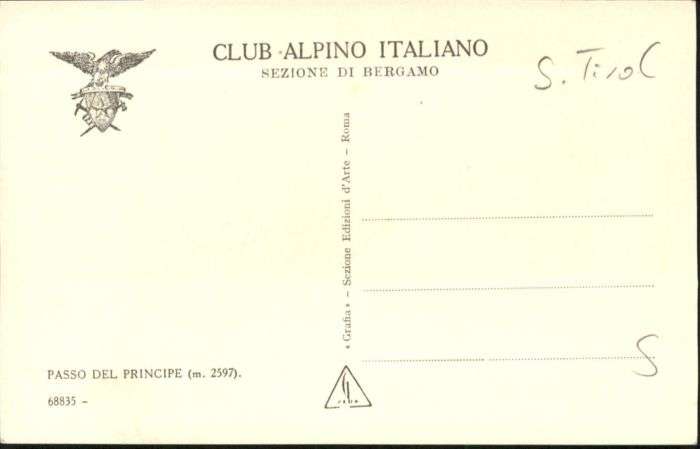 CLUB ALPINO ITALIANO
SEZIONE DI BERGAMO
S. Tirol
« Grafia » – Sezione Edizioni d'Arte – Roma
S
PASSO DEL PRINCIPE (m. 2597).
68835 –